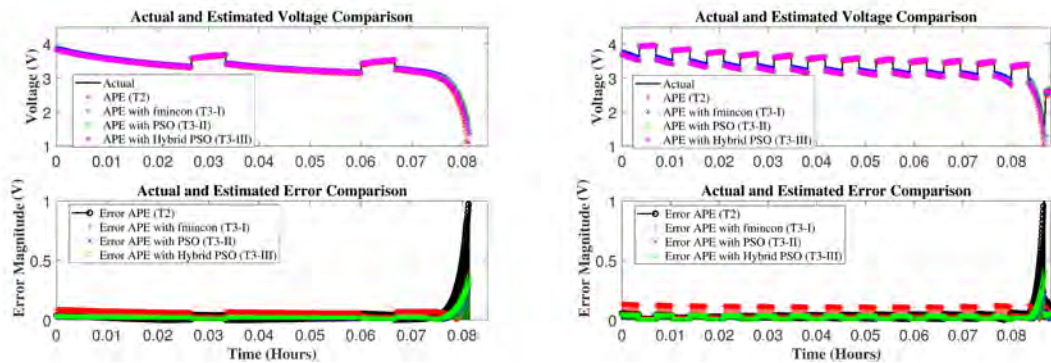 Actual and Estimated Voltage Comparison
Voltage (V)
4
3
2
1
Actual
APE (T2)
APE with fmincon (T3-I)
APE with PSO (T3-II)
APE with Hybrid PSO (T3-III)
0 0.01 0.02 0.03 0.04 0.05 0.06 0.07 0.08
Actual and Estimated Error Comparison
Error Magnitude (V)
1
0.5
0
Error APE (T2)
Error APE with fmincon (T3-I)
Error APE with PSO (T3-II)
Error APE with Hybrid PSO (T3-III)
0 0.01 0.02 0.03 0.04 0.05 0.06 0.07 0.08
Time (Hours)
Actual and Estimated Voltage Comparison
Voltage (V)
4
3
2
1
Actual
APE (T2)
APE with fmincon (T3-I)
APE with PSO (T3-II)
APE with Hybrid PSO (T3-III)
0 0.01 0.02 0.03 0.04 0.05 0.06 0.07 0.08
Actual and Estimated Error Comparison
Error Magnitude (V)
1
0.5
0
Error APE (T2)
Error APE with fmincon (T3-I)
Error APE with PSO (T3-II)
Error APE with Hybrid PSO (T3-III)
0 0.01 0.02 0.03 0.04 0.05 0.06 0.07 0.08
Time (Hours)